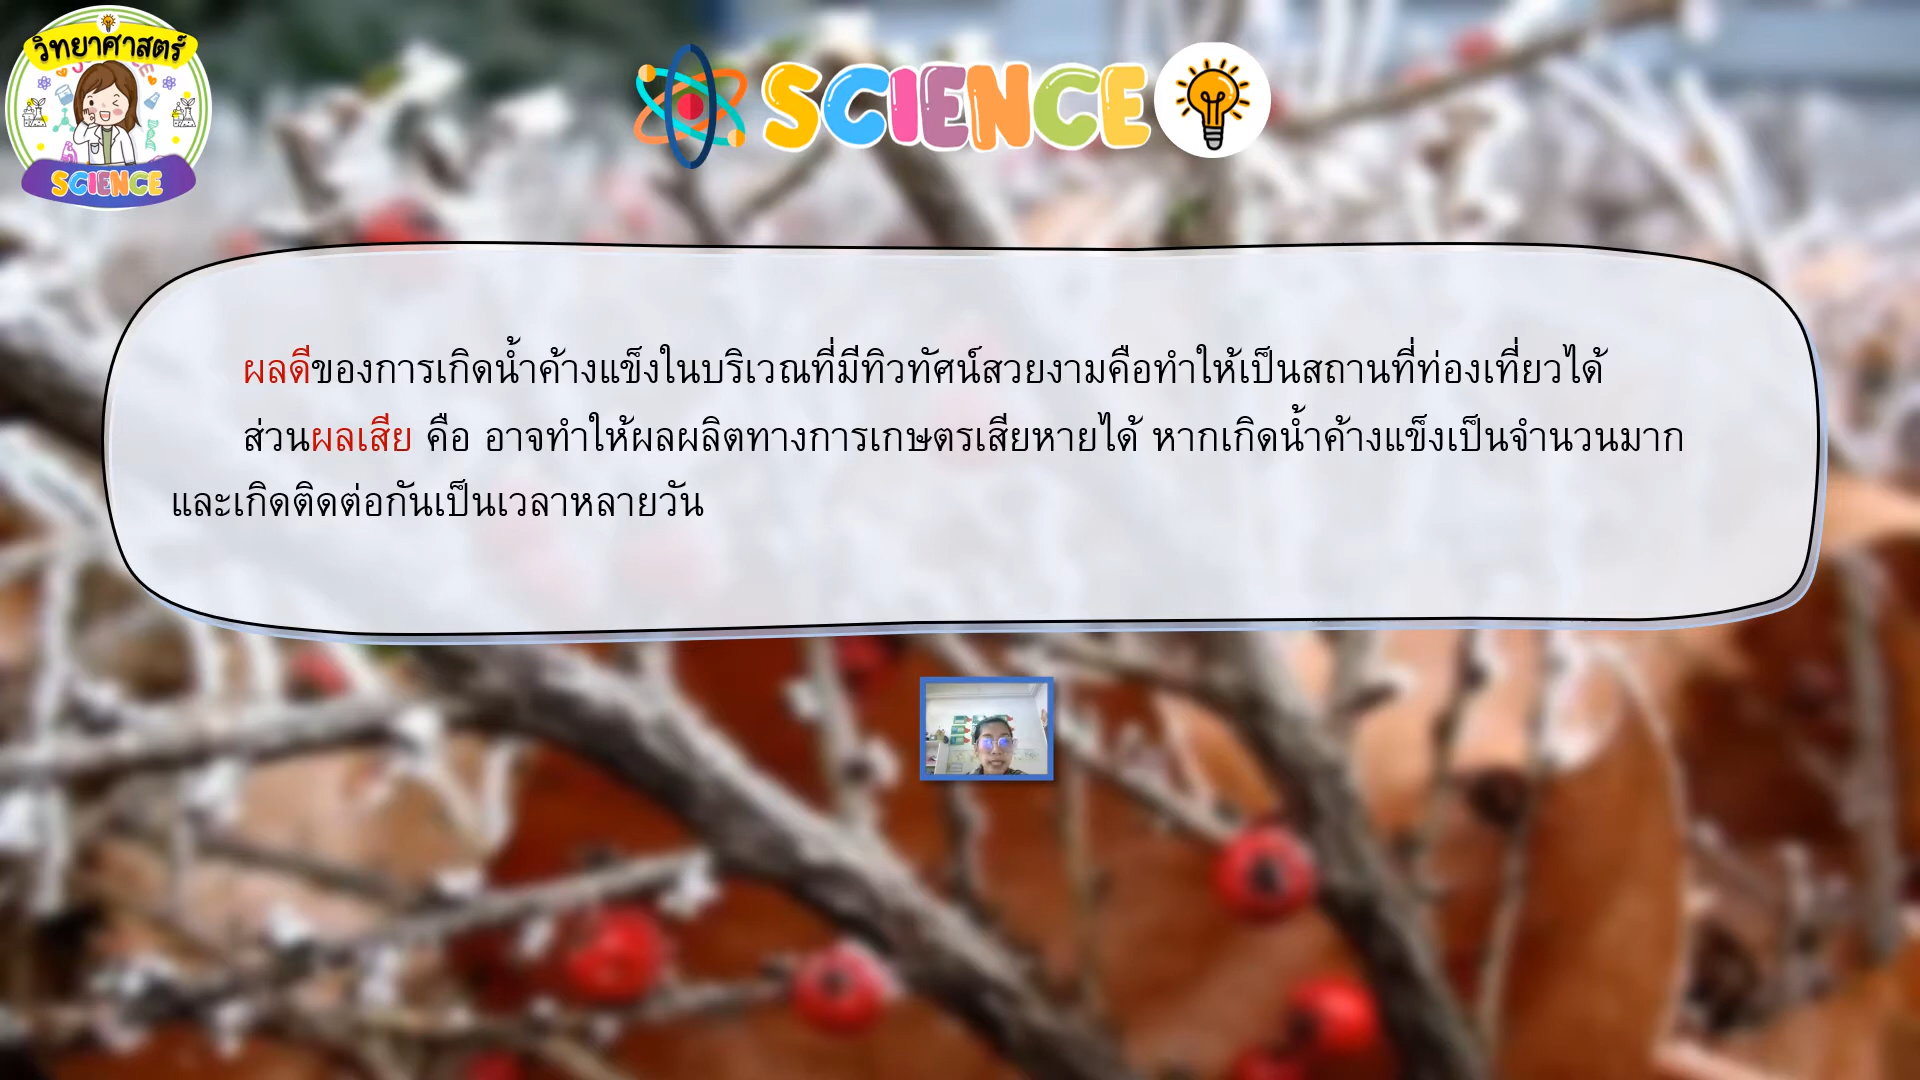 วิทยาศาสตร์
SCIENCE
SCIENCE
ผลดีของการเกิดน้ำค้างแข็งในบริเวณที่มีทิวทัศน์สวยงามคือทำให้เป็นสถานที่ท่องเที่ยวได้
ส่วนผลเสีย คือ อาจทำให้ผลผลิตทางการเกษตรเสียหายได้ หากเกิดน้ำค้างแข็งเป็นจำนวนมาก
และเกิดติดต่อกันเป็นเวลาหลายวัน